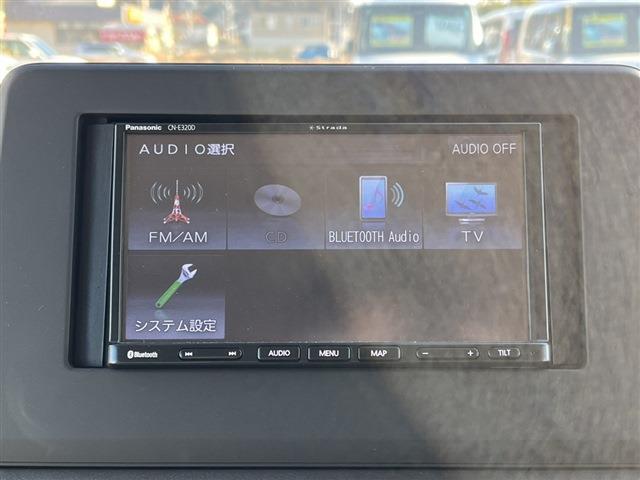 Panasonic CN-E320D Strada
AUDIO選択 AUDIO OFF
FM/AM CD BLUETOOTH Audio TV
システム設定
Bluetooth AUDIO MENU MAP − + TILT